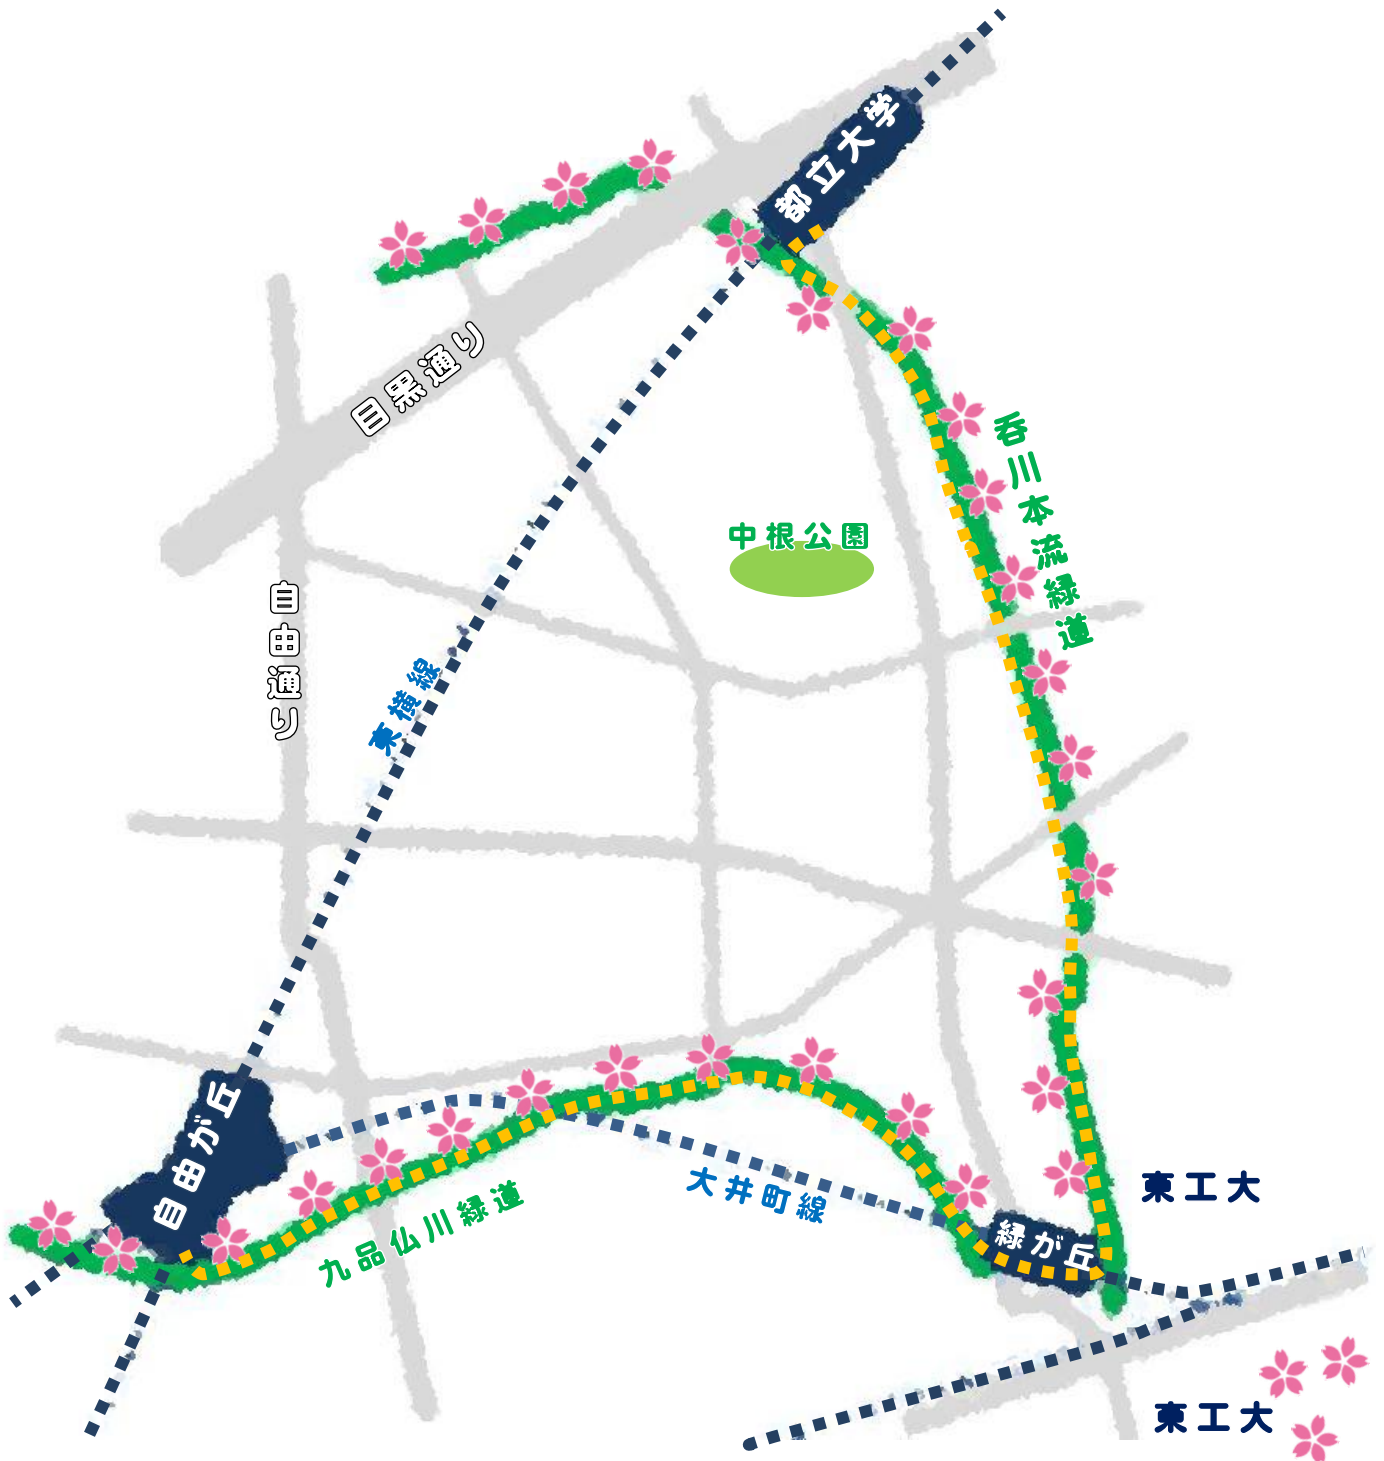 都立大学
目黒通り
呑川本流緑道
中根公園
自由通り
東横線
自由が丘
大井町線
東工大
九品仏川緑道
緑が丘
東工大